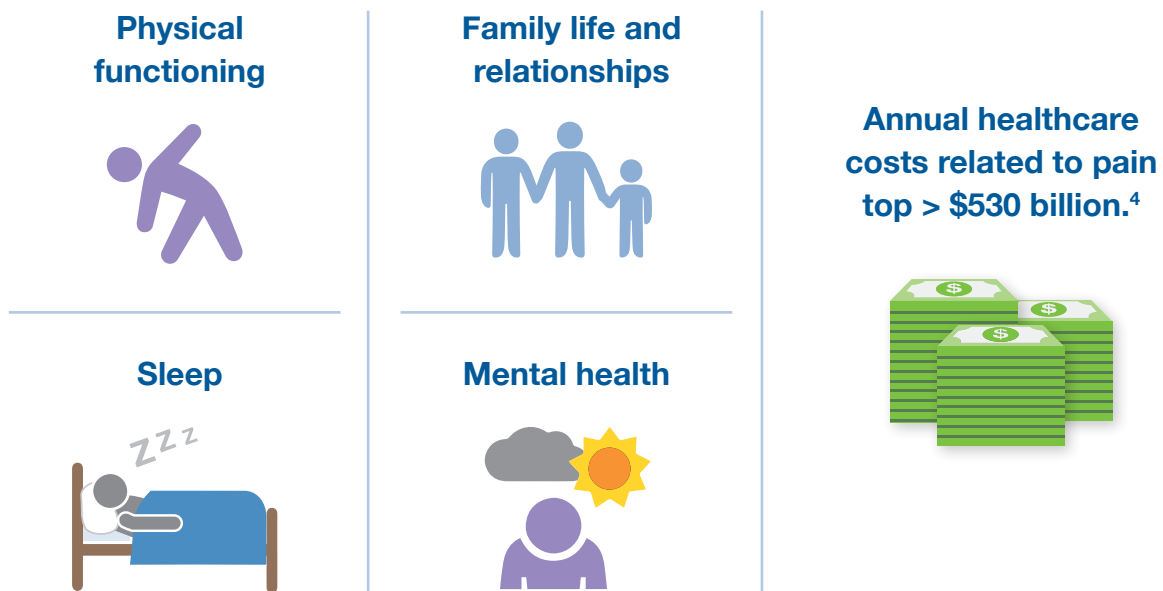 Physical
functioning
Family life and
relationships
Annual healthcare
costs related to pain
top > $530 billion.⁴
$
$
$
Sleep
Mental health
Z Z Z